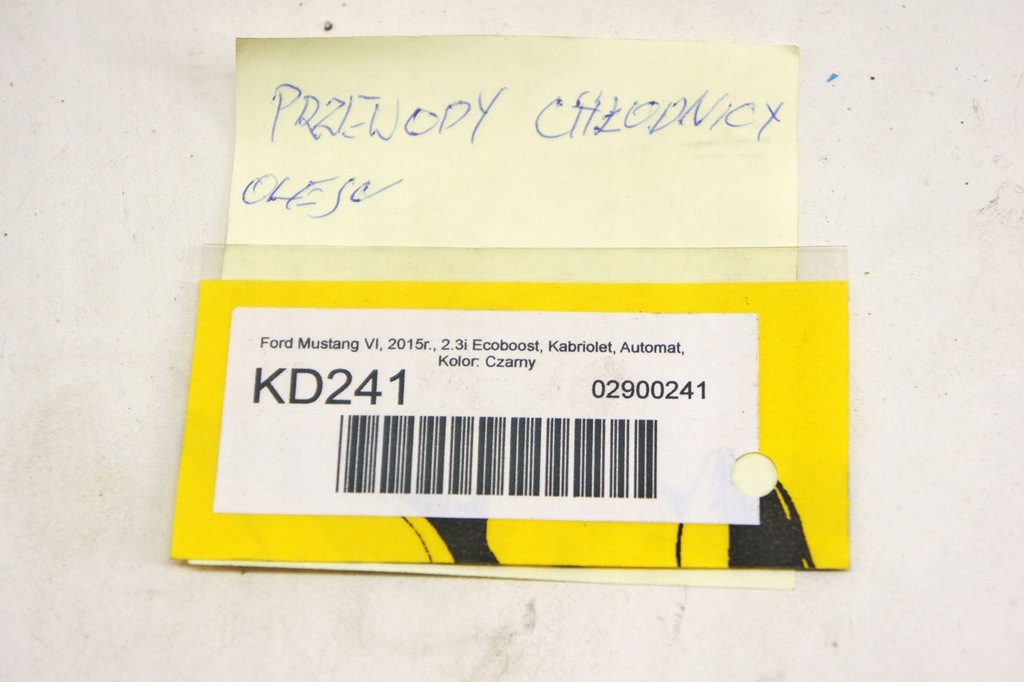 PRZEWODY CHŁODNICY
OLEJU
Ford Mustang VI, 2015r., 2.3i Ecoboost, Kabriolet, Automat,
Kolor: Czarny
KD241 02900241